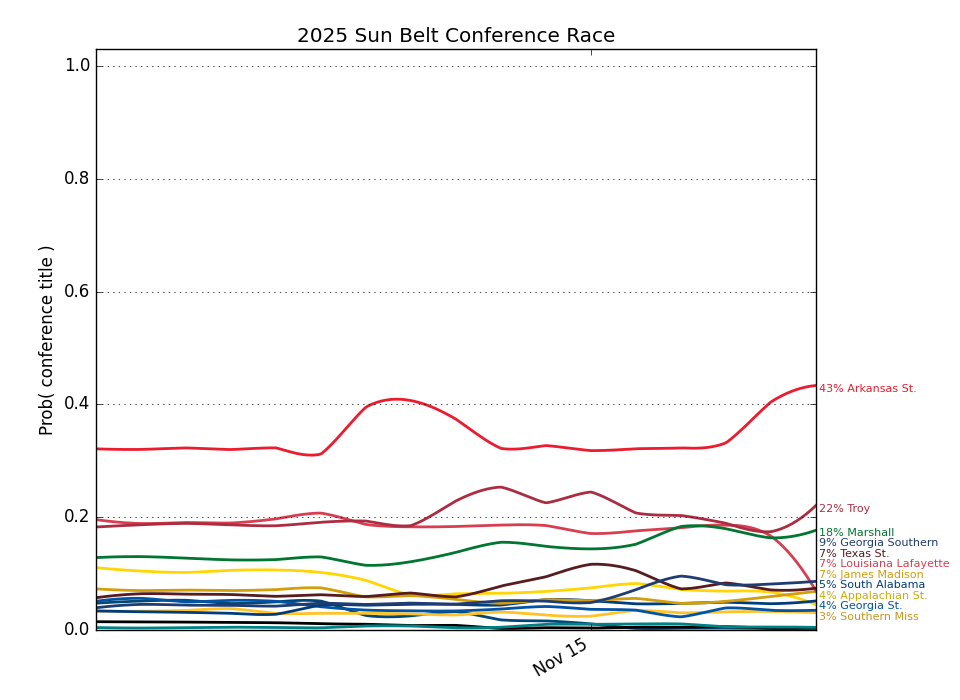 2025 Sun Belt Conference Race
Prob( conference title )
1.0
0.8
0.6
0.4
0.2
0.0
Nov 15
43% Arkansas St.
22% Troy
18% Marshall
9% Georgia Southern
7% Texas St.
7% Louisiana Lafayette
7% James Madison
5% South Alabama
4% Appalachian St.
4% Georgia St.
3% Southern Miss